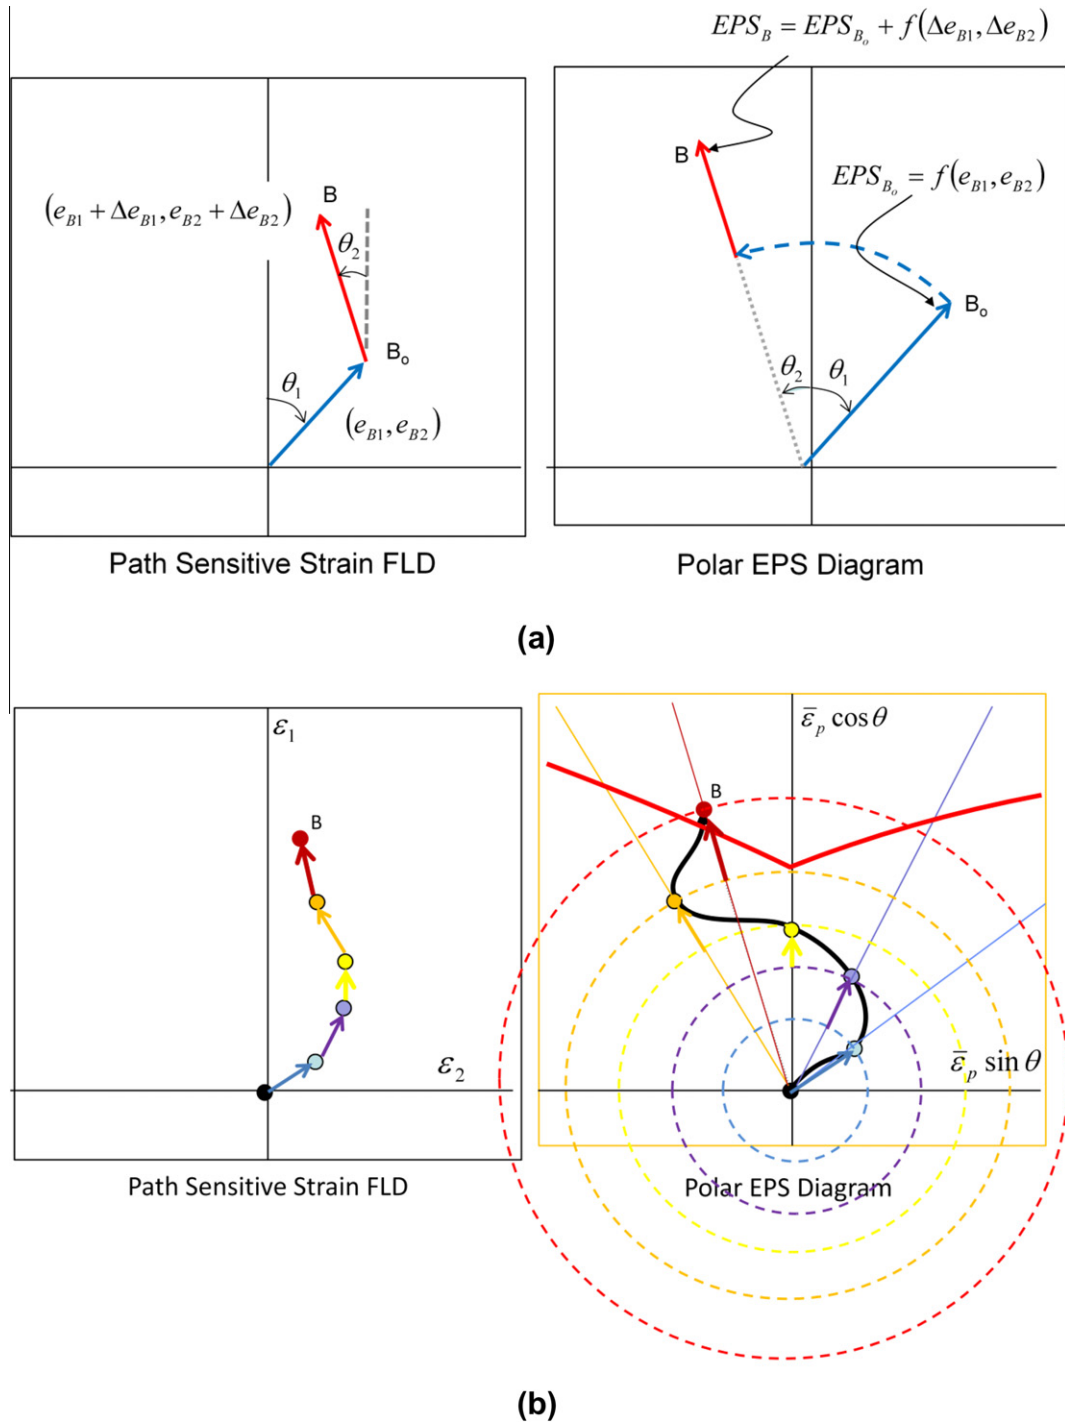 EPS_B = EPS_{B_o} + f(Δe_{B1}, Δe_{B2})
B
(e_{B1} + Δe_{B1}, e_{B2} + Δe_{B2})
θ_2
B_o
θ_1
(e_{B1}, e_{B2})
B
EPS_{B_o} = f(e_{B1}, e_{B2})
B_o
θ_2
θ_1
Path Sensitive Strain FLD
Polar EPS Diagram
(a)
ε_1
B
ε_2
ε̅_p cos θ
B
ε̅_p sin θ
Path Sensitive Strain FLD
Polar EPS Diagram
(b)